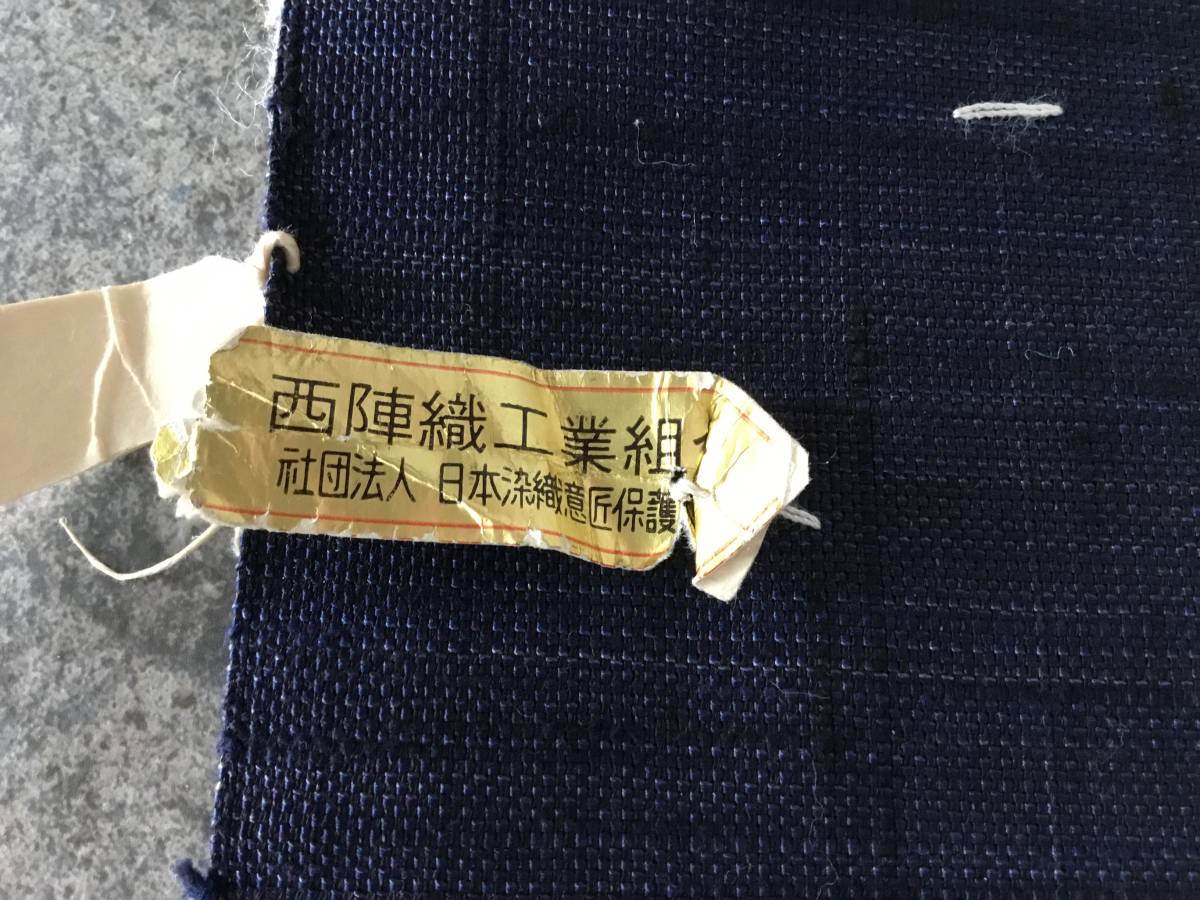 西陣織工業組
社団法人 日本染織意匠保護